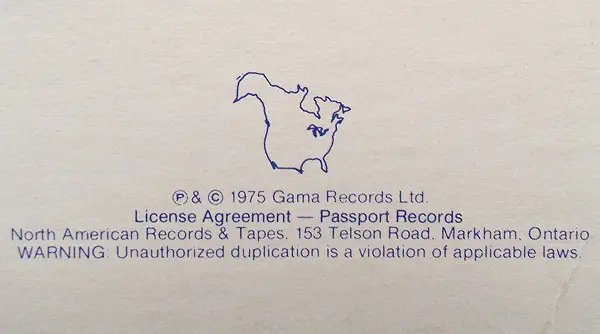 ℗ & © 1975 Gama Records Ltd.
License Agreement — Passport Records
North American Records & Tapes, 153 Telson Road, Markham, Ontario
WARNING: Unauthorized duplication is a violation of applicable laws.